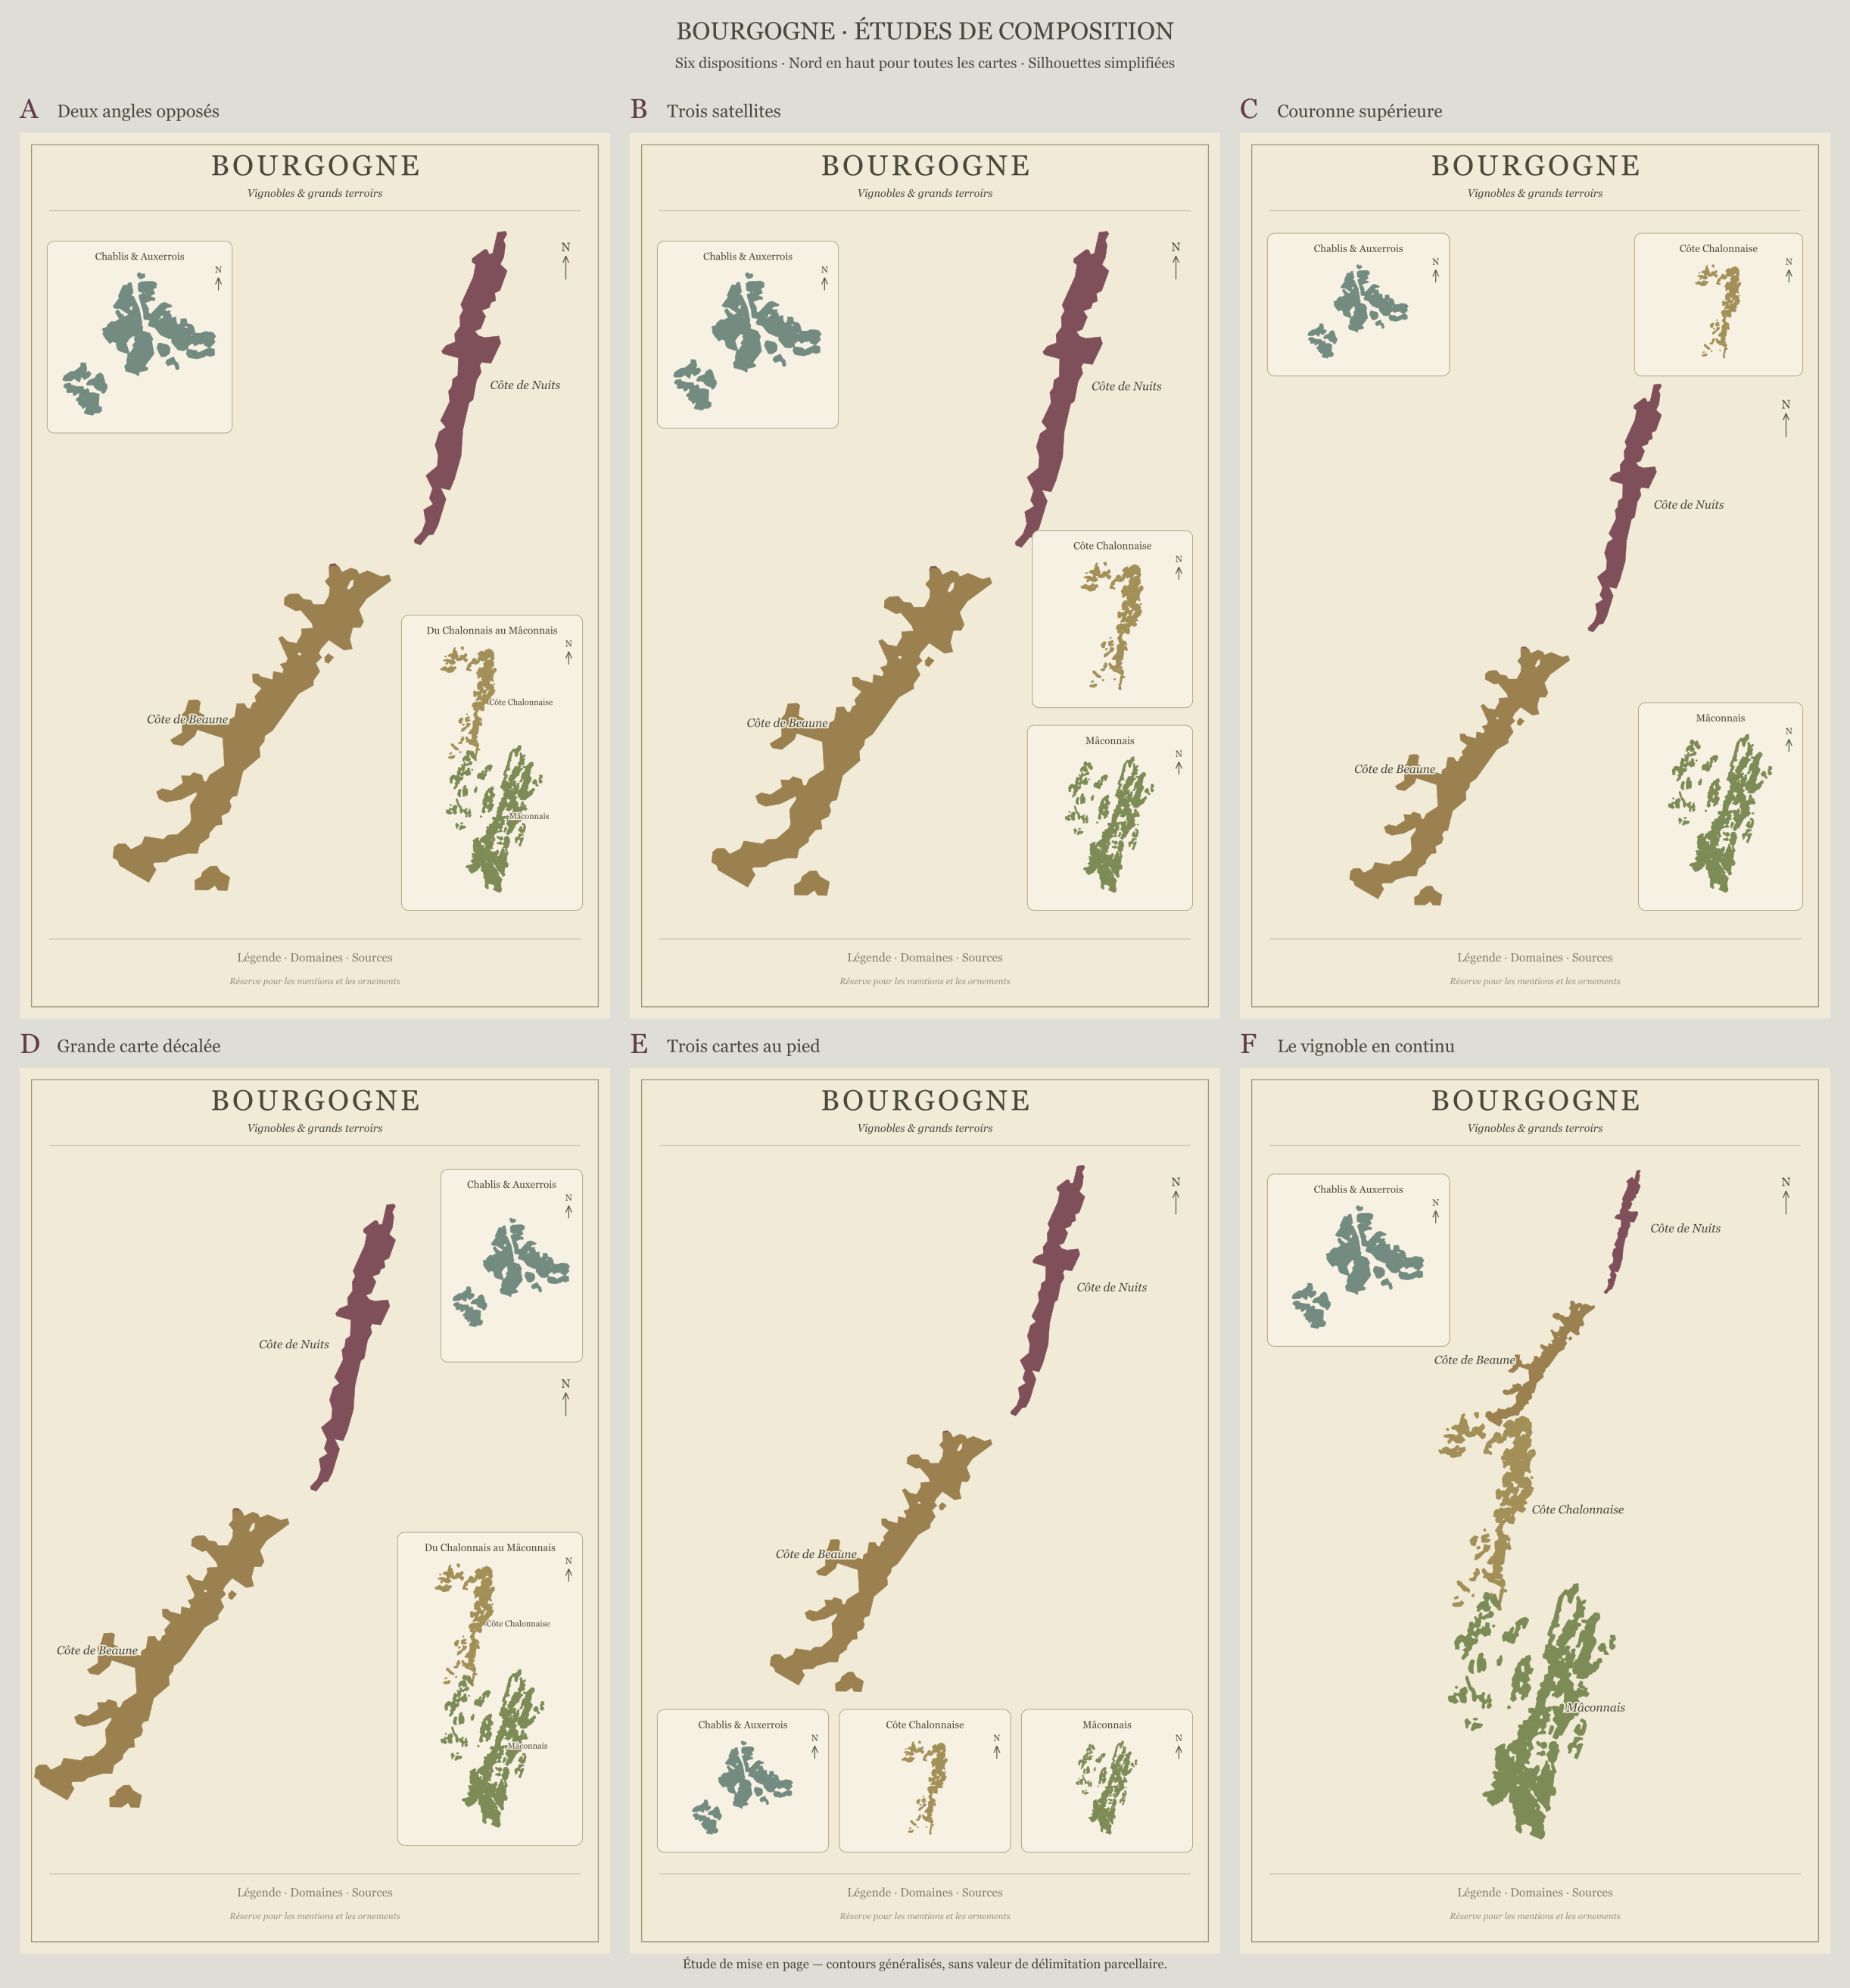 BOURGOGNE · ÉTUDES DE COMPOSITION
Six dispositions · Nord en haut pour toutes les cartes · Silhouettes simplifiées
A Deux angles opposés
BOURGOGNE
Vignobles & grands terroirs
Chablis & Auxerrois
N
N
Côte de Nuits
Du Chalonnais au Mâconnais
N
Côte Chalonnaise
Côte de Beaune
Mâconnais
Légende · Domaines · Sources
Réserve pour les mentions et les ornements
B Trois satellites
BOURGOGNE
Vignobles & grands terroirs
Chablis & Auxerrois
N
N
Côte de Nuits
Côte Chalonnaise
N
Côte de Beaune
Mâconnais
N
Légende · Domaines · Sources
Réserve pour les mentions et les ornements
C Couronne supérieure
BOURGOGNE
Vignobles & grands terroirs
Chablis & Auxerrois
N
Côte Chalonnaise
N
N
Côte de Nuits
Mâconnais
N
Côte de Beaune
Légende · Domaines · Sources
Réserve pour les mentions et les ornements
D Grande carte décalée
BOURGOGNE
Vignobles & grands terroirs
Chablis & Auxerrois
N
Côte de Nuits
N
Du Chalonnais au Mâconnais
N
Côte Chalonnaise
Côte de Beaune
Mâconnais
Légende · Domaines · Sources
Réserve pour les mentions et les ornements
E Trois cartes au pied
BOURGOGNE
Vignobles & grands terroirs
N
Côte de Nuits
Côte de Beaune
Chablis & Auxerrois
N
Côte Chalonnaise
N
Mâconnais
N
Légende · Domaines · Sources
Réserve pour les mentions et les ornements
F Le vignoble en continu
BOURGOGNE
Vignobles & grands terroirs
Chablis & Auxerrois
N
N
Côte de Nuits
Côte de Beaune
Côte Chalonnaise
Mâconnais
Légende · Domaines · Sources
Réserve pour les mentions et les ornements
Étude de mise en page — contours généralisés, sans valeur de délimitation parcellaire.